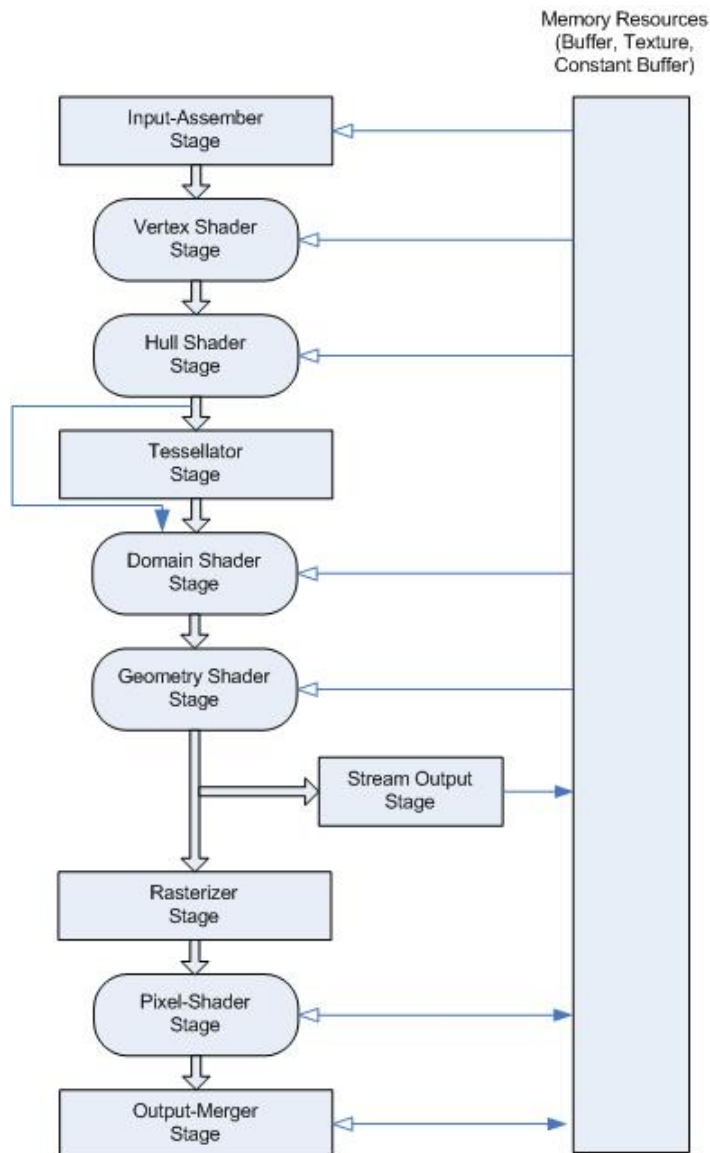 Memory Resources
(Buffer, Texture,
Constant Buffer)
Input-Assember
Stage
Vertex Shader
Stage
Hull Shader
Stage
Tessellator
Stage
Domain Shader
Stage
Geometry Shader
Stage
Stream Output
Stage
Rasterizer
Stage
Pixel-Shader
Stage
Output-Merger
Stage